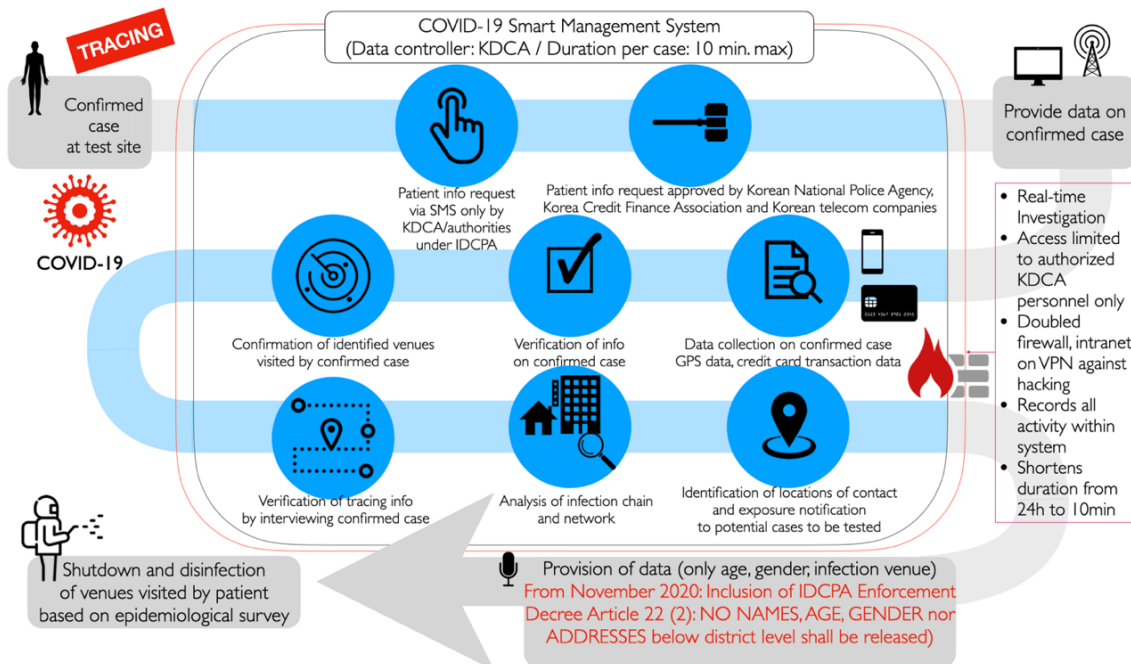 COVID-19 Smart Management System
(Data controller: KDCA / Duration per case: 10 min. max)
TRACING
Confirmed
case
at test site
Patient info request
via SMS only by
KDCA/authorities
under IDCPA
Patient info request approved by Korean National Police Agency,
Korea Credit Finance Association and Korean telecom companies
Provide data on
confirmed case
COVID-19
Confirmation of identified venues
visited by confirmed case
Verification of info
on confirmed case
Data collection on confirmed case
GPS data, credit card transaction data
• Real-time
Investigation
• Access limited
to authorized
KDCA
personnel only
• Doubled
firewall, intranet
on VPN against
hacking
• Records all
activity within
system
• Shortens
duration from
24h to 10min
Verification of tracing info
by interviewing confirmed case
Analysis of infection chain
and network
Identification of locations of contact
and exposure notification
to potential cases to be tested
Shutdown and disinfection
of venues visited by patient
based on epidemiological survey
Provision of data (only age, gender, infection venue)
From November 2020: Inclusion of IDCPA Enforcement
Decree Article 22 (2): NO NAMES, AGE, GENDER nor
ADDRESSES below district level shall be released)